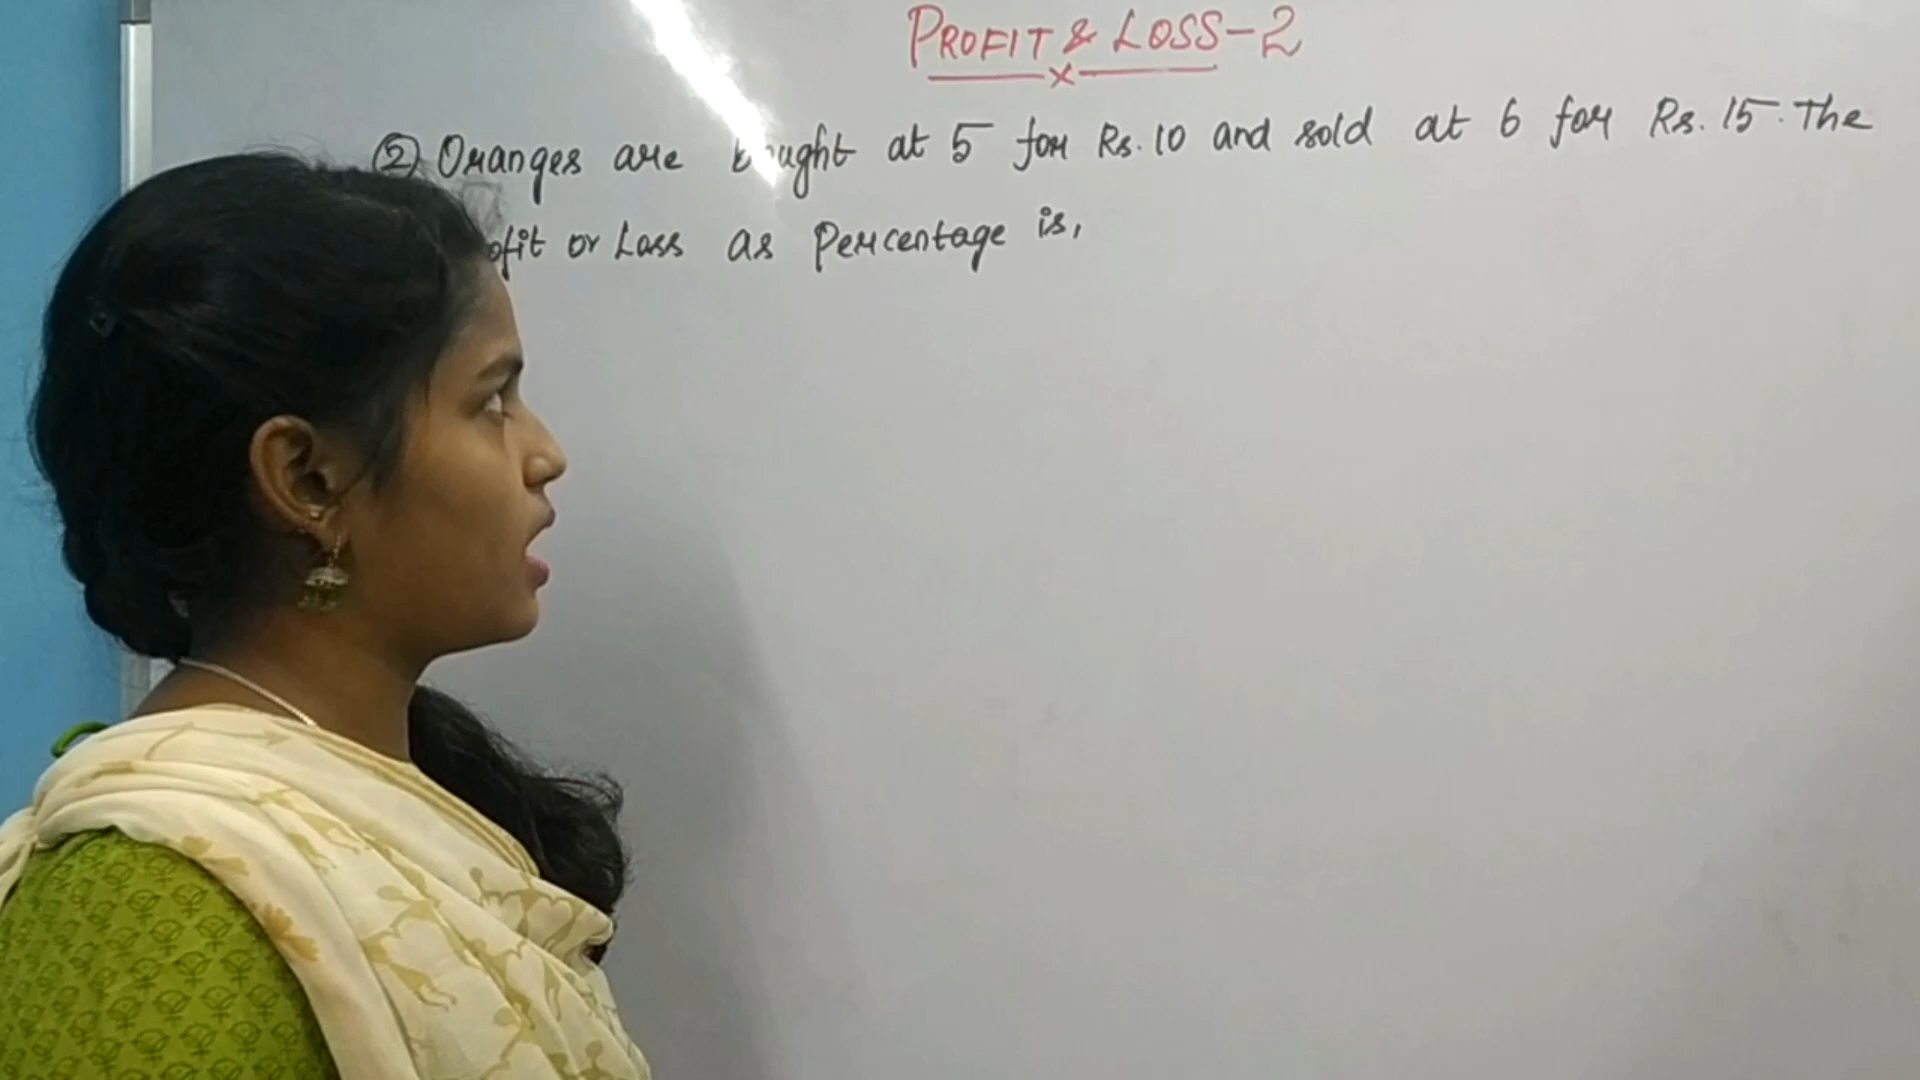 PROFIT & LOSS-2
② Oranges are bought at 5 for Rs. 10 and sold at 6 for Rs. 15. The
ofit or Loss as Percentage is,